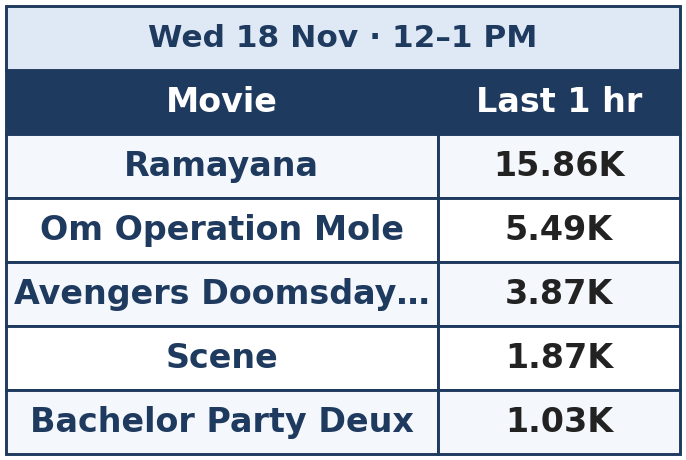 Wed 18 Nov · 12–1 PM
Movie Last 1 hr
Ramayana 15.86K
Om Operation Mole 5.49K
Avengers Doomsday... 3.87K
Scene 1.87K
Bachelor Party Deux 1.03K